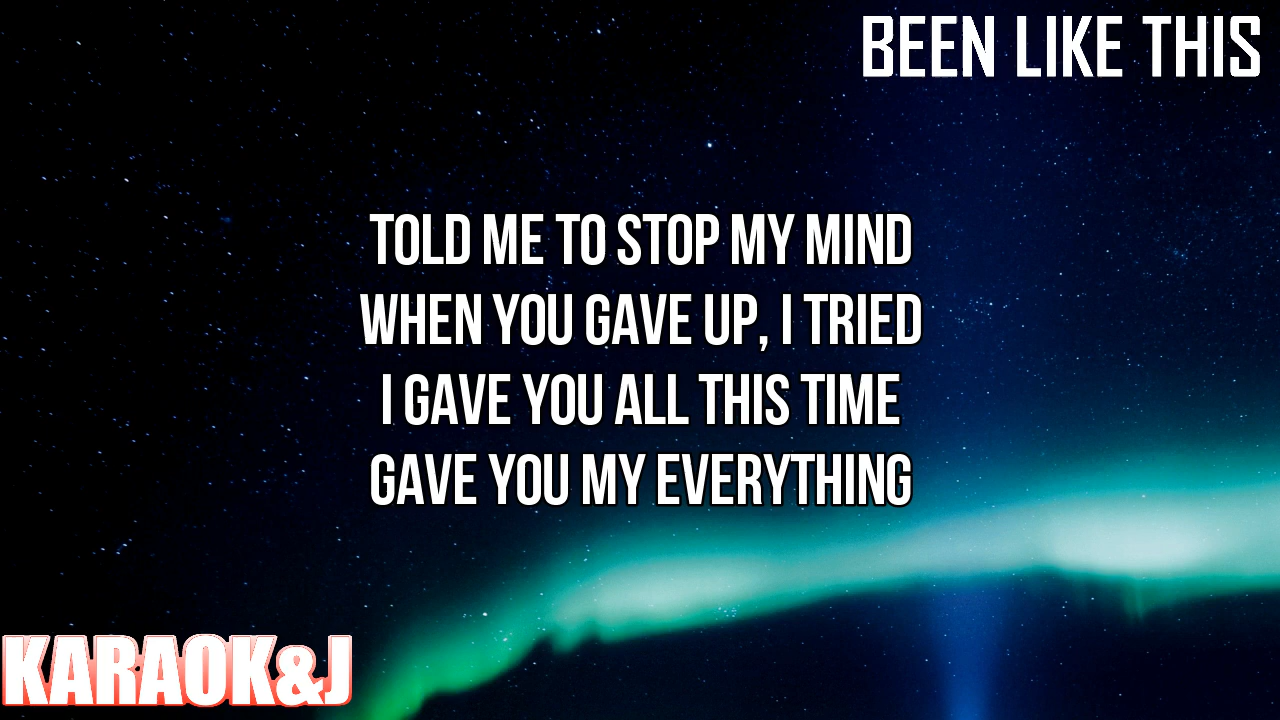 BEEN LIKE THIS
TOLD ME TO STOP MY MIND
WHEN YOU GAVE UP, I TRIED
I GAVE YOU ALL THIS TIME
GAVE YOU MY EVERYTHING
KARAOK&J